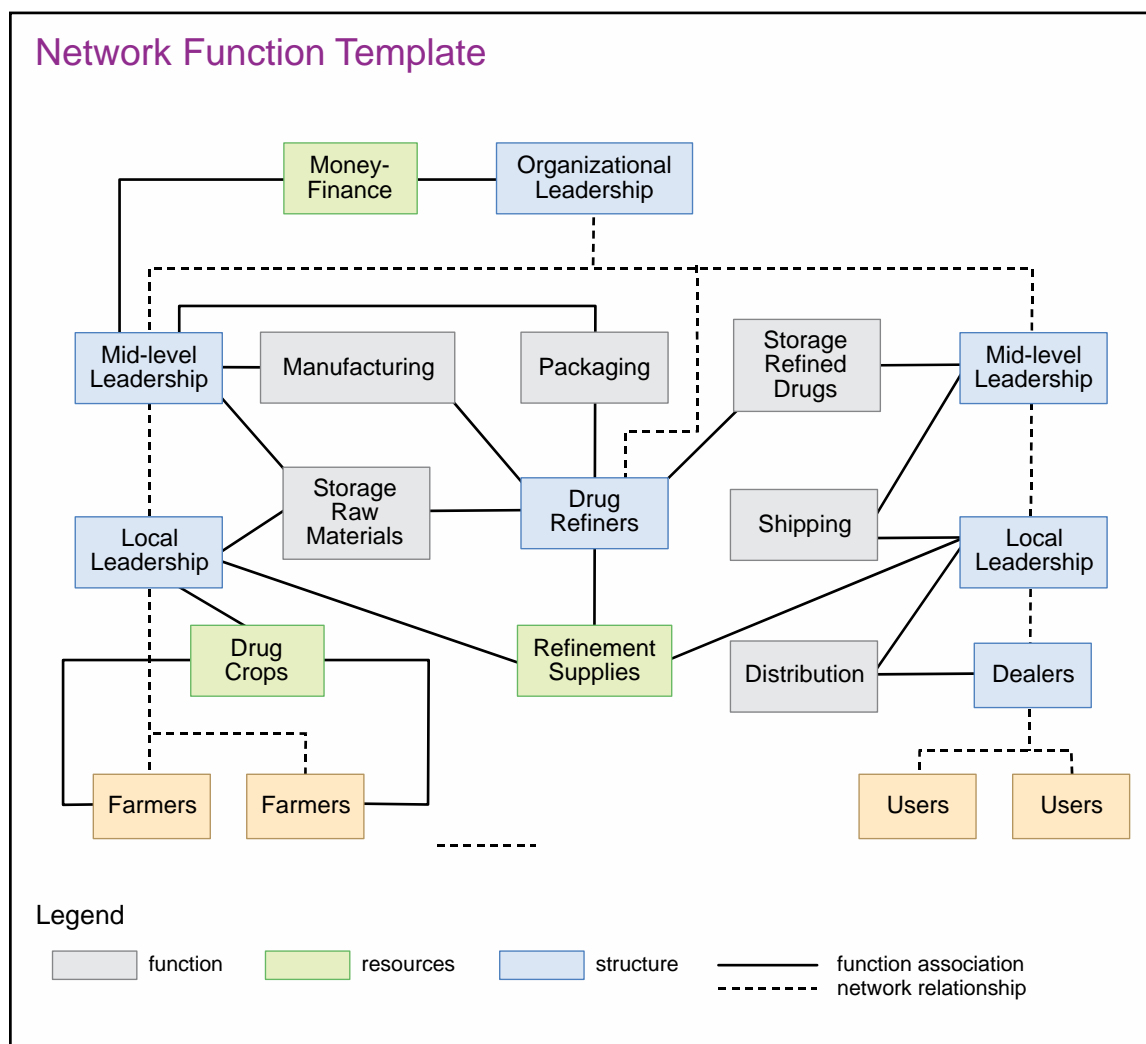 Network Function Template
Money-
Finance
Organizational
Leadership
Mid-level
Leadership
Manufacturing
Packaging
Storage
Refined
Drugs
Mid-level
Leadership
Storage
Raw
Materials
Drug
Refiners
Shipping
Local
Leadership
Local
Leadership
Drug
Crops
Refinement
Supplies
Distribution
Dealers
Farmers
Farmers
Users
Users
Legend
function
resources
structure
function association
network relationship